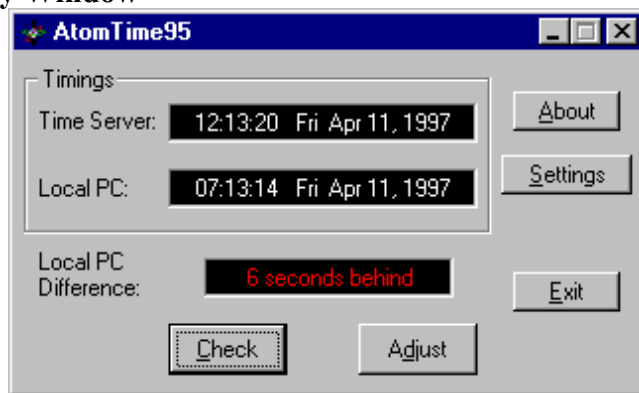 y Window
AtomTime95
Timings
Time Server: 12:13:20 Fri Apr 11, 1997
About
Local PC: 07:13:14 Fri Apr 11, 1997
Settings
Local PC
Difference: 6 seconds behind
Exit
Check Adjust